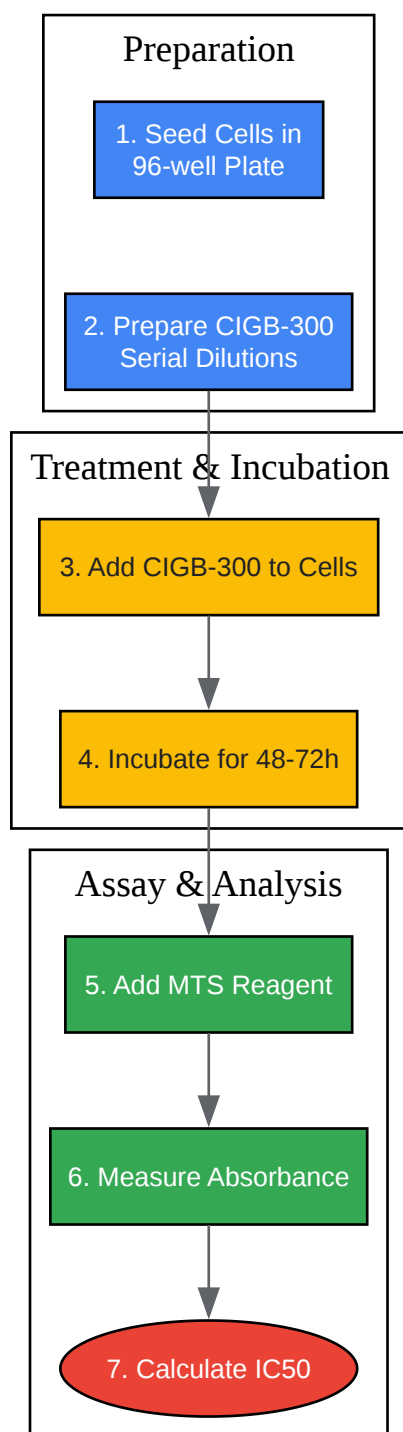 Preparation
1. Seed Cells in
96-well Plate
2. Prepare CIGB-300
Serial Dilutions
Treatment & Incubation
3. Add CIGB-300 to Cells
4. Incubate for 48-72h
Assay & Analysis
5. Add MTS Reagent
6. Measure Absorbance
7. Calculate IC50